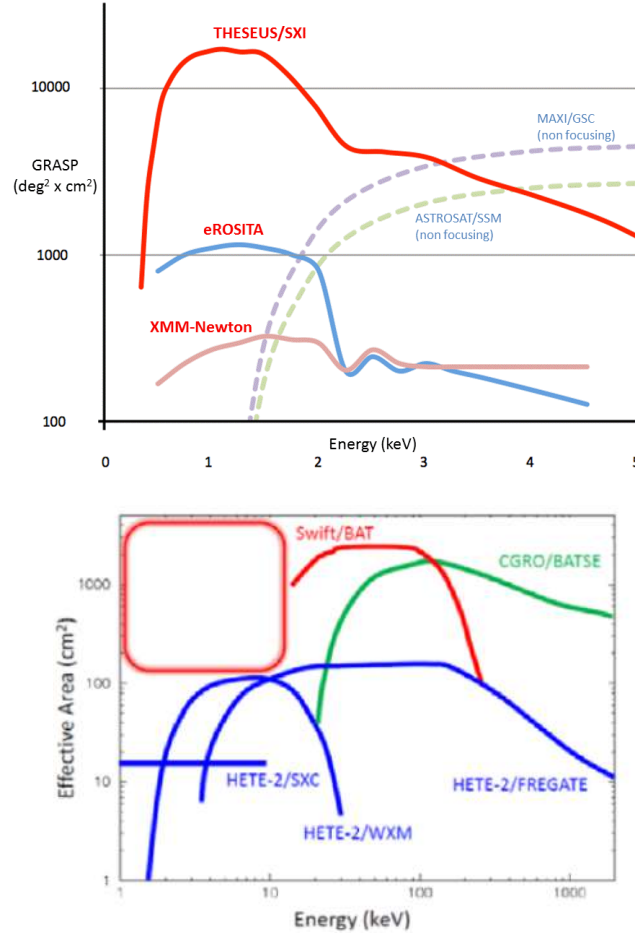 THESEUS/SXI
10000
MAXI/GSC
(non focusing)
GRASP
(deg² x cm²)
ASTROSAT/SSM
(non focusing)
eROSITA
1000
XMM-Newton
100
Energy (keV)
0 1 2 3 4 5
Swift/BAT
CGRO/BATSE
1000
Effective Area (cm²)
100
HETE-2/SXC
HETE-2/FREGATE
10
HETE-2/WXM
1
1 10 100 1000
Energy (keV)